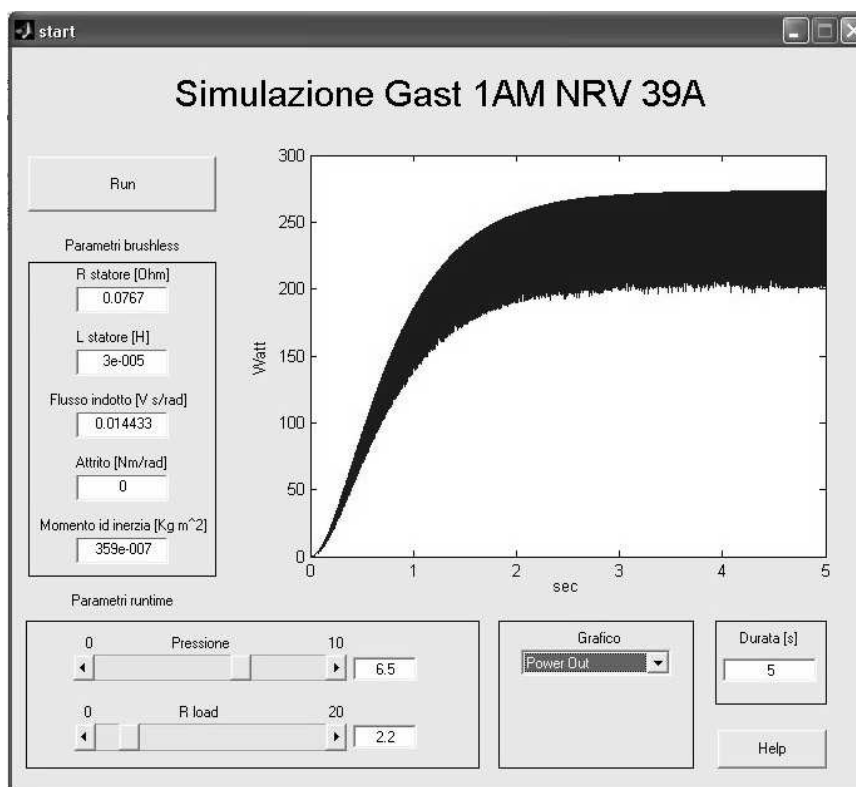 start
Simulazione Gast 1AM NRV 39A
Run
Parametri brushless
R statore [Ohm]
0.0767
L statore [H]
3e-005
Flusso indotto [V s/rad]
0.014433
Attrito [Nm/rad]
0
Momento id inerzia [Kg m^2]
359e-007
300
250
200
150
100
50
0
Watt
0 1 2 3 4 5
sec
Parametri runtime
0 Pressione 10
6.5
0 R load 20
2.2
Grafico
Power Out
Durata [s]
5
Help